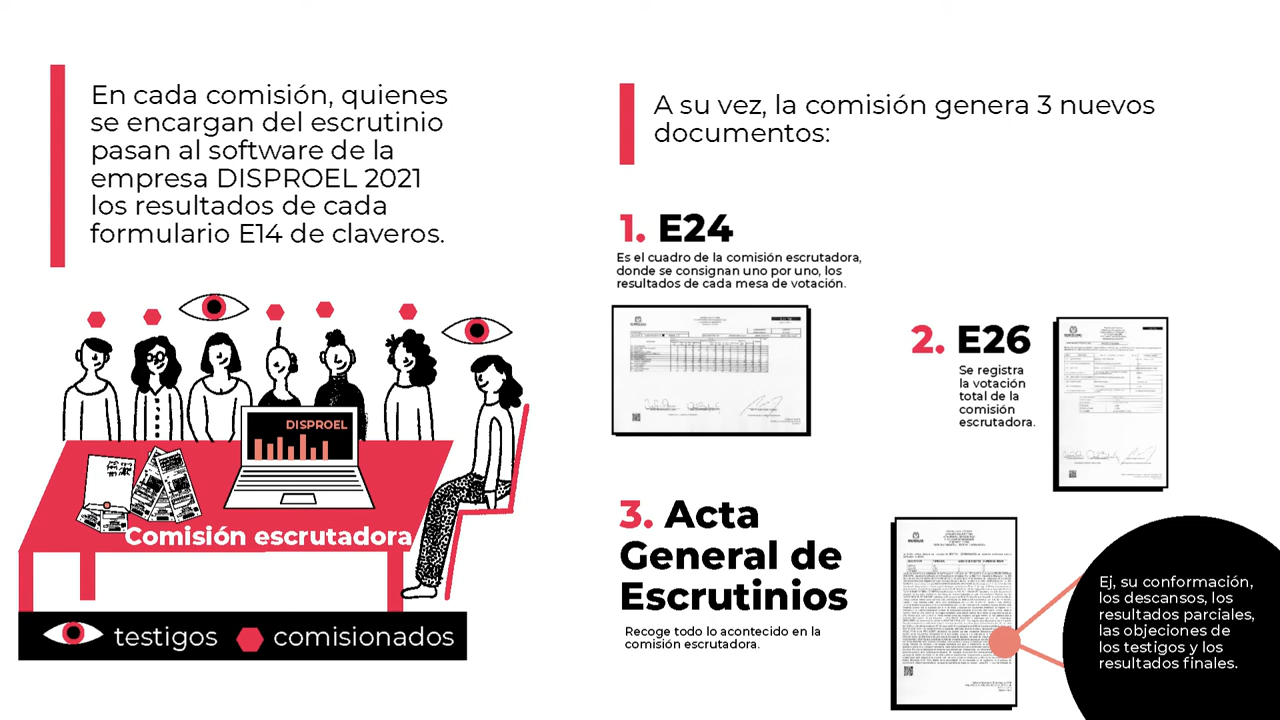 En cada comisión, quienes
se encargan del escrutinio
pasan al software de la
empresa DISPROEL 2021
los resultados de cada
formulario E14 de claveros.
DISPROEL
Comisión escrutadora
Testigos comisionados
A su vez, la comisión genera 3 nuevos
documentos:
1. E24
Es el cuadro de la comisión escrutadora,
donde se consignan uno por uno, los
resultados de cada mesa de votación.
2. E26
Se registra
la votación
total de la
comisión
escrutadora.
3. Acta
General de
Escrutinios
Recoge todo lo acontecido en la
comisión escrutadora.
Ej, su conformación,
los descansos, los
resultados parciales,
peticiones de
los testigos y los
resultados finales.